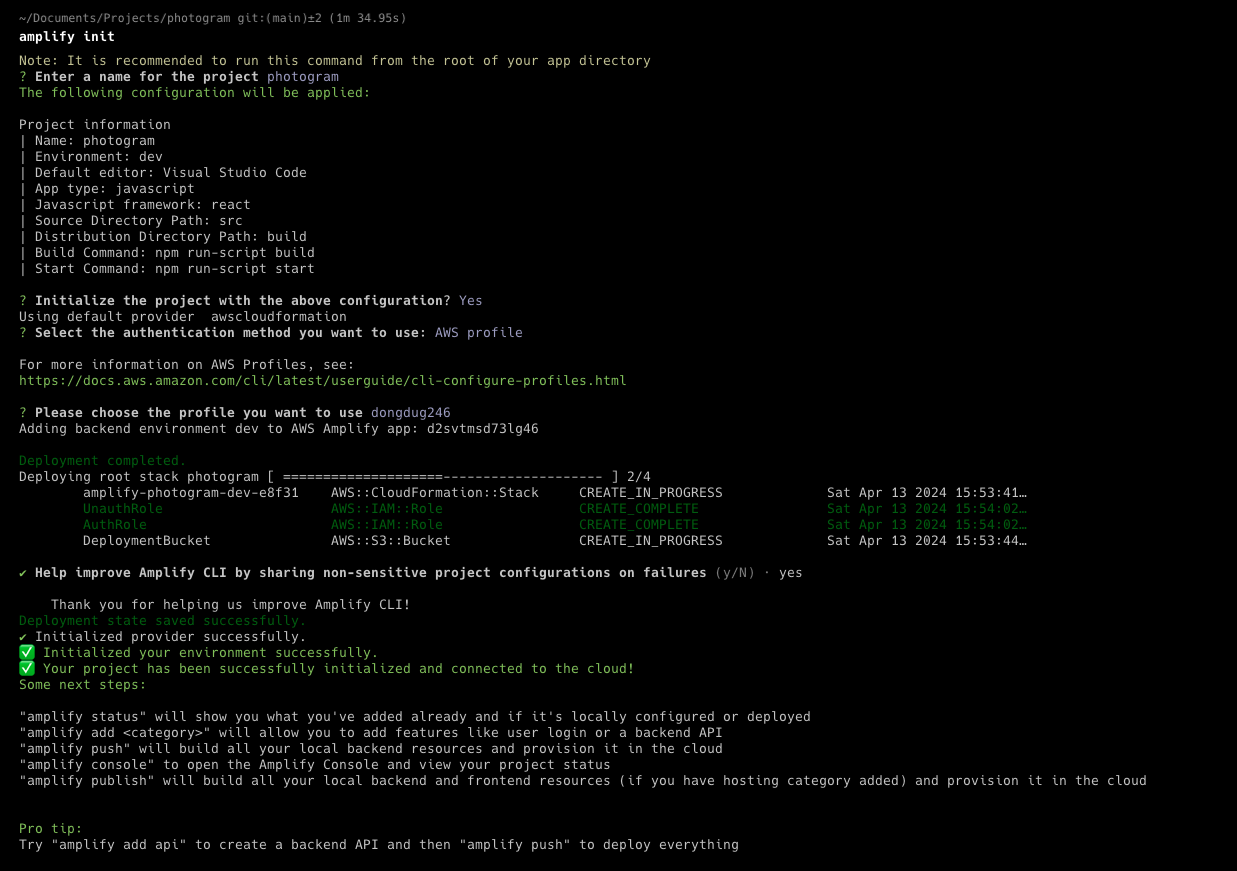 ~/Documents/Projects/photogram git:(main)±2 (1m 34.95s)
amplify init
Note: It is recommended to run this command from the root of your app directory
? Enter a name for the project photogram
The following configuration will be applied:
Project information
| Name: photogram
| Environment: dev
| Default editor: Visual Studio Code
| App type: javascript
| Javascript framework: react
| Source Directory Path: src
| Distribution Directory Path: build
| Build Command: npm run-script build
| Start Command: npm run-script start
? Initialize the project with the above configuration? Yes
Using default provider  awscloudformation
? Select the authentication method you want to use: AWS profile
For more information on AWS Profiles, see:
https://docs.aws.amazon.com/cli/latest/userguide/cli-configure-profiles.html
? Please choose the profile you want to use dongdug246
Adding backend environment dev to AWS Amplify app: d2svtmsd73lg46
Deployment completed.
Deploying root stack photogram [ ====================-------------------- ] 2/4
amplify-photogram-dev-e8f31 AWS::CloudFormation::Stack CREATE_IN_PROGRESS Sat Apr 13 2024 15:53:41…
UnauthRole AWS::IAM::Role CREATE_COMPLETE Sat Apr 13 2024 15:54:02…
AuthRole AWS::IAM::Role CREATE_COMPLETE Sat Apr 13 2024 15:54:02…
DeploymentBucket AWS::S3::Bucket CREATE_IN_PROGRESS Sat Apr 13 2024 15:53:44…
✔ Help improve Amplify CLI by sharing non-sensitive project configurations on failures (y/N) · yes
Thank you for helping us improve Amplify CLI!
Deployment state saved successfully.
✔ Initialized provider successfully.
✅ Initialized your environment successfully.
✅ Your project has been successfully initialized and connected to the cloud!
Some next steps:
"amplify status" will show you what you've added already and if it's locally configured or deployed
"amplify add <category>" will allow you to add features like user login or a backend API
"amplify push" will build all your local backend resources and provision it in the cloud
"amplify console" to open the Amplify Console and view your project status
"amplify publish" will build all your local backend and frontend resources (if you have hosting category added) and provision it in the cloud
Pro tip:
Try "amplify add api" to create a backend API and then "amplify push" to deploy everything